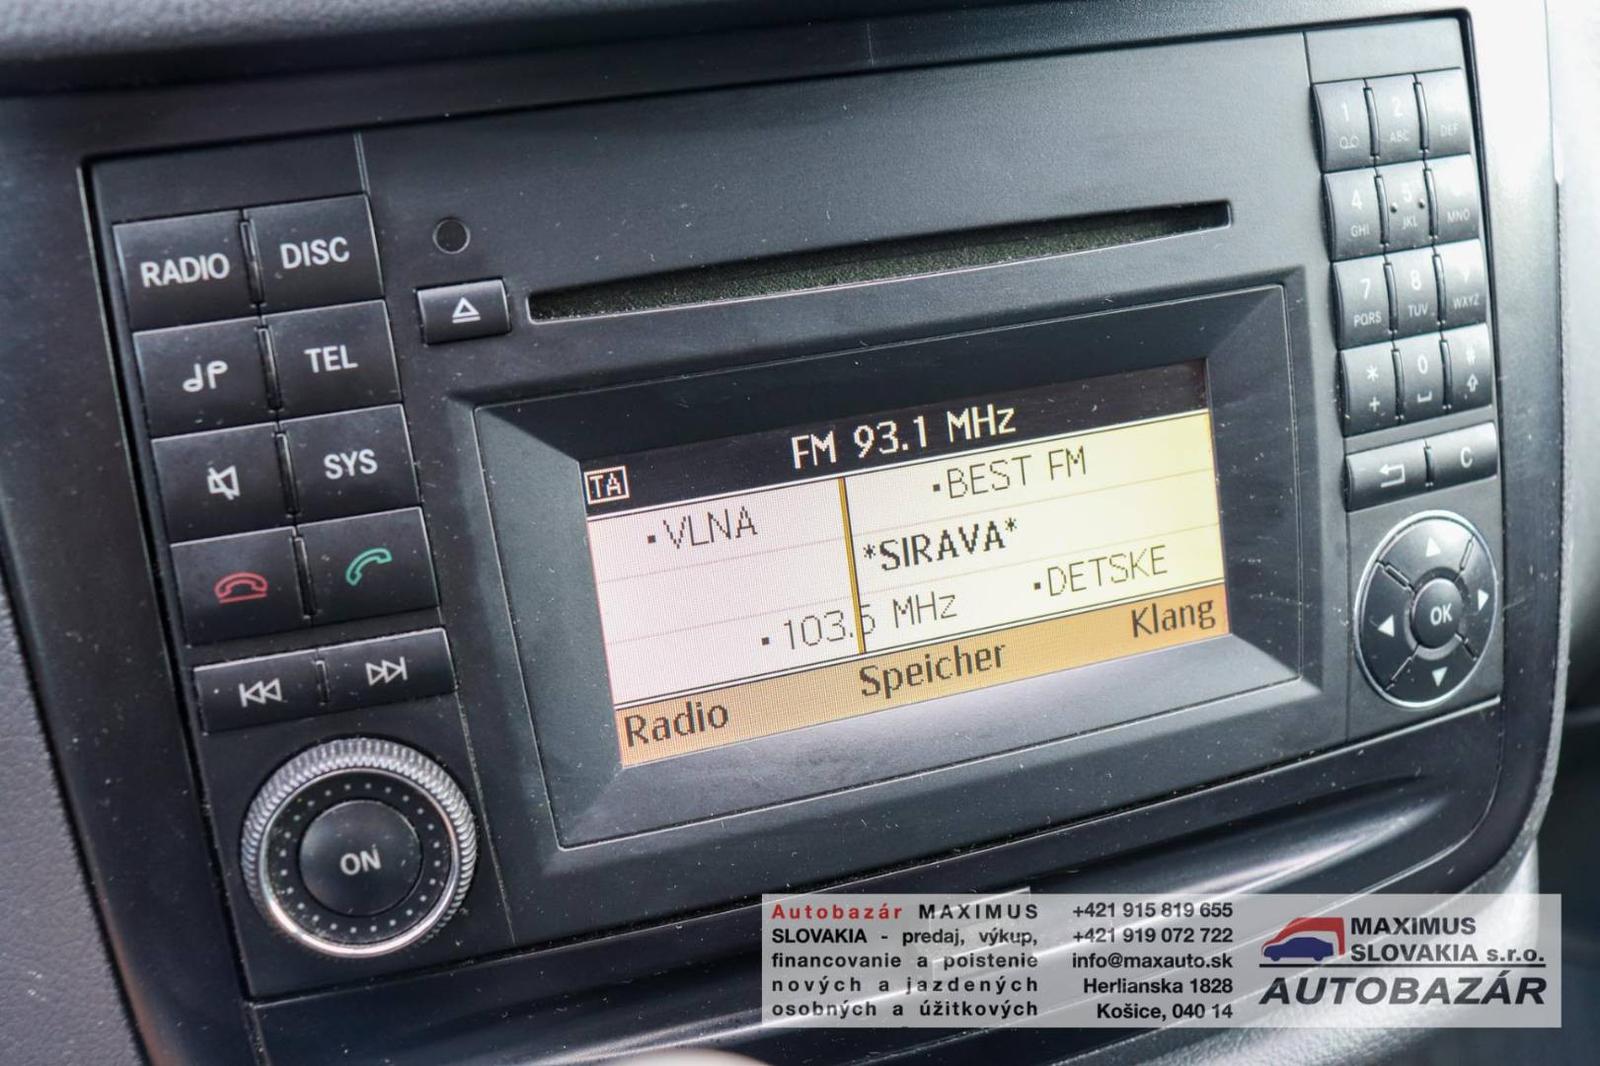 RADIO DISC
TEL
SYS
ON
FM 93.1 MHz
TA
VLNA
BEST FM
*SIRAVA*
103.5 MHz
DETSKE
Radio Speicher Klang
1 2 ABC DEF
4 GHI 5 JKL MNO
7 PQRS 8 TUV WXYZ
* + 0 #
C
OK
Autobazár MAXIMUS
SLOVAKIA - predaj, výkup,
financovanie a poistenie
nových a jazdených
osobných a úžitkových
+421 915 819 655
+421 919 072 722
info@maxauto.sk
Herlianska 1828
Košice, 040 14
MAXIMUS
SLOVAKIA s.r.o.
AUTOBAZÁR